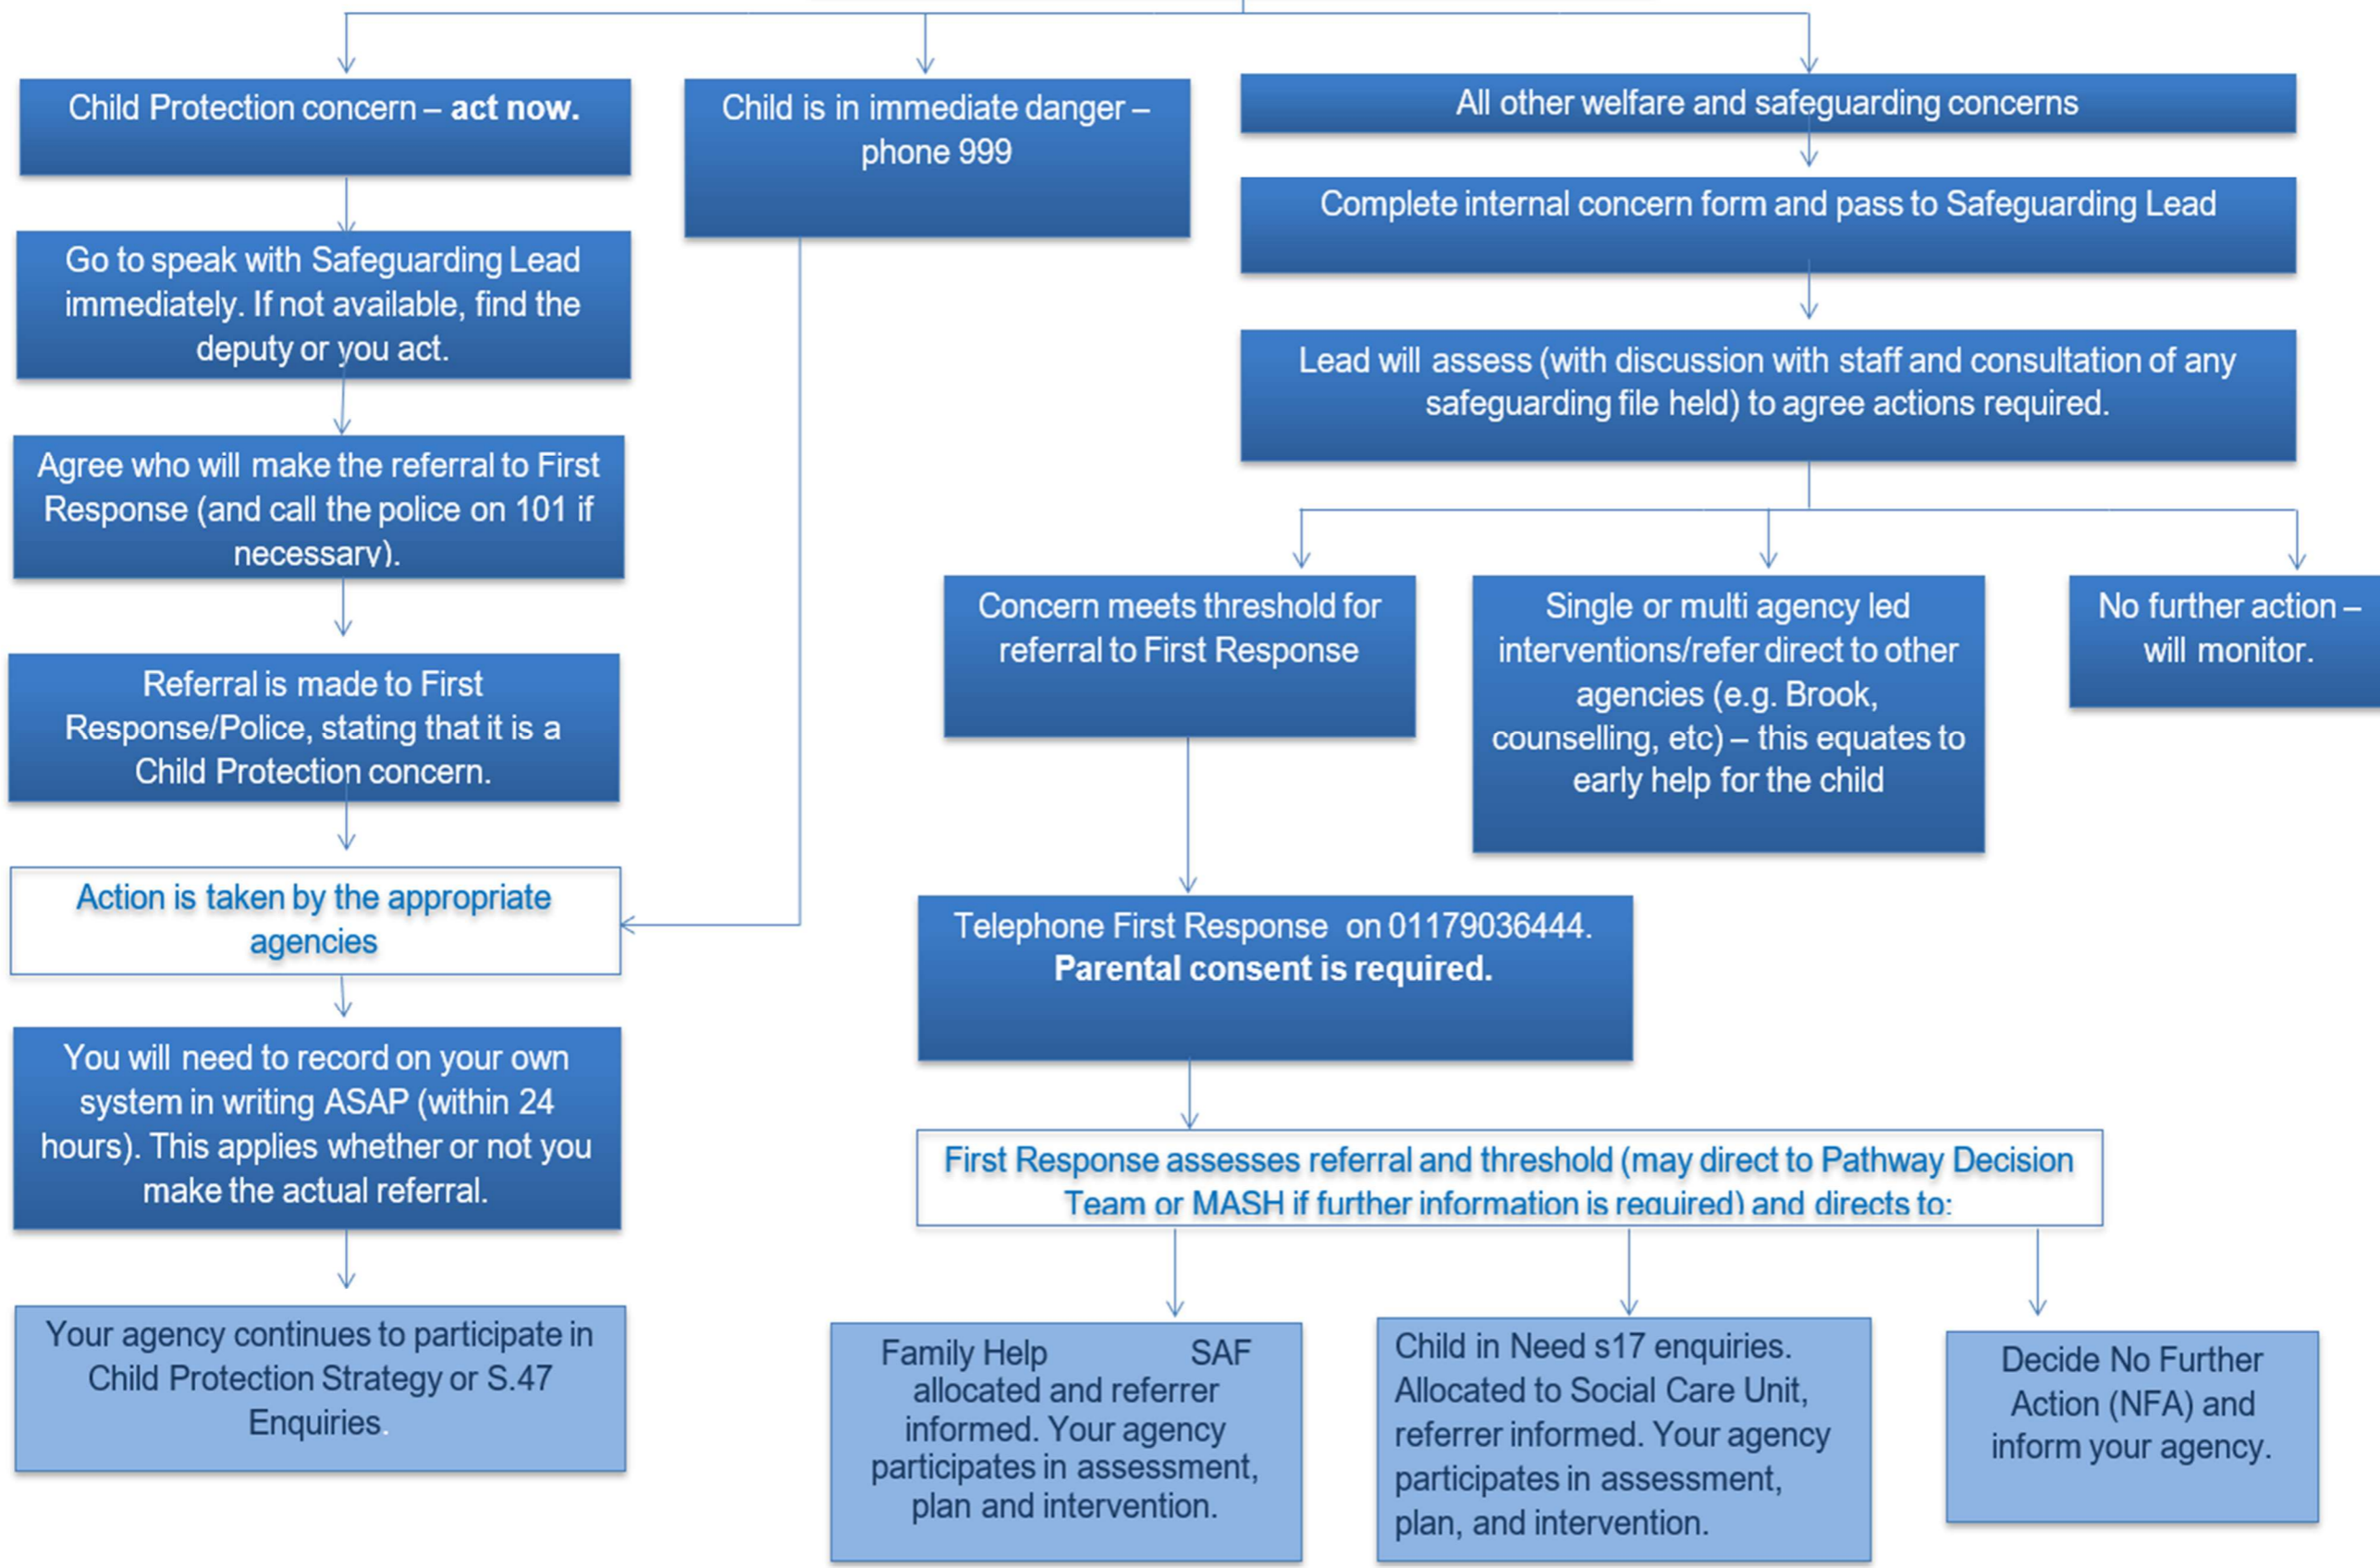 Child Protection concern – act now.
Go to speak with Safeguarding Lead
immediately. If not available, find the
deputy or you act.
Agree who will make the referral to First
Response (and call the police on 101 if
necessary).
Referral is made to First
Response/Police, stating that it is a
Child Protection concern.
Action is taken by the appropriate
agencies
You will need to record on your own
system in writing ASAP (within 24
hours). This applies whether or not you
make the actual referral.
Your agency continues to participate in
Child Protection Strategy or S.47
Enquiries.
Child is in immediate danger –
phone 999
All other welfare and safeguarding concerns
Complete internal concern form and pass to Safeguarding Lead
Lead will assess (with discussion with staff and consultation of any
safeguarding file held) to agree actions required.
Concern meets threshold for
referral to First Response
Single or multi agency led
interventions/refer direct to other
agencies (e.g. Brook,
counselling, etc) – this equates to
early help for the child
No further action –
will monitor.
Telephone First Response on 01179036444.
Parental consent is required.
First Response assesses referral and threshold (may direct to Pathway Decision
Team or MASH if further information is required) and directs to:
Family Help SAF
allocated and referrer
informed. Your agency
participates in assessment,
plan and intervention.
Child in Need s17 enquiries.
Allocated to Social Care Unit,
referrer informed. Your agency
participates in assessment,
plan, and intervention.
Decide No Further
Action (NFA) and
inform your agency.